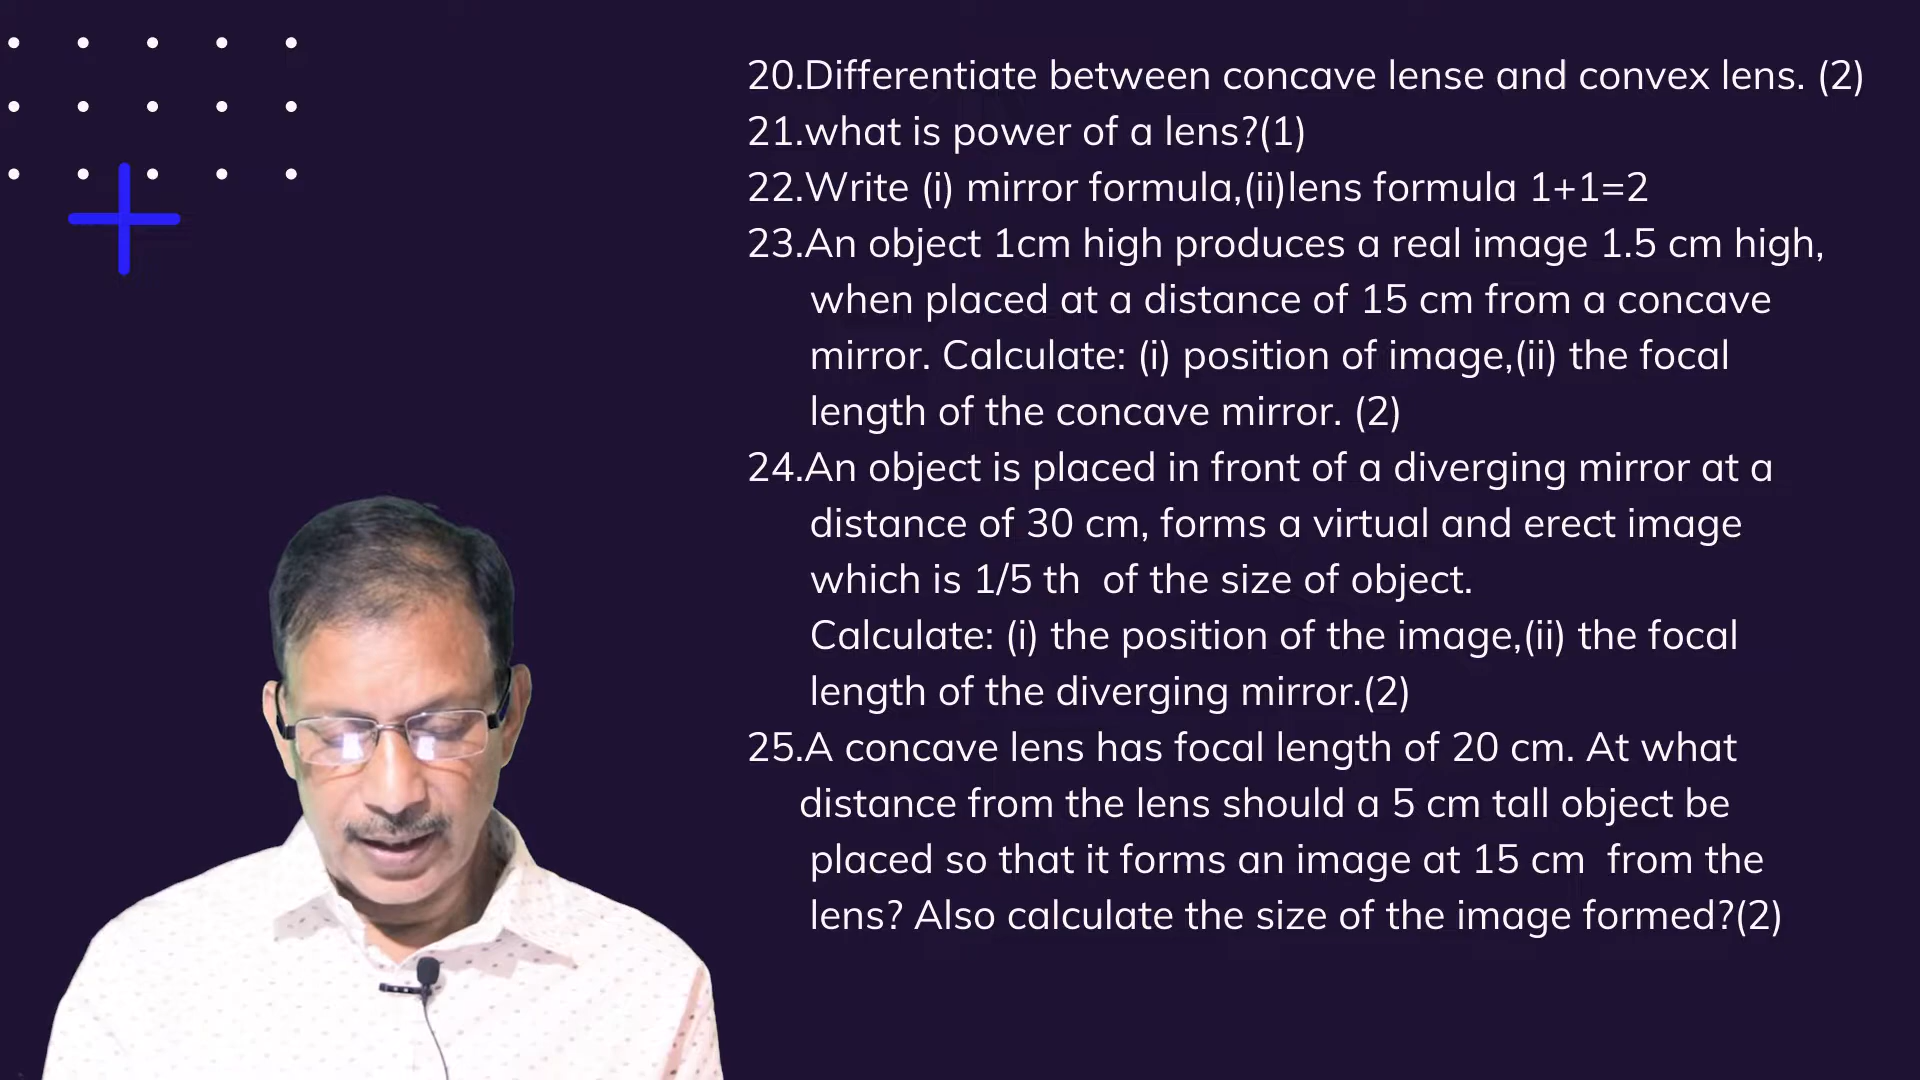 20.Differentiate between concave lense and convex lens. (2)
21.what is power of a lens?(1)
22.Write (i) mirror formula,(ii)lens formula 1+1=2
23.An object 1cm high produces a real image 1.5 cm high,
when placed at a distance of 15 cm from a concave
mirror. Calculate: (i) position of image,(ii) the focal
length of the concave mirror. (2)
24.An object is placed in front of a diverging mirror at a
distance of 30 cm, forms a virtual and erect image
which is 1/5 th  of the size of object.
Calculate: (i) the position of the image,(ii) the focal
length of the diverging mirror.(2)
25.A concave lens has focal length of 20 cm. At what
distance from the lens should a 5 cm tall object be
placed so that it forms an image at 15 cm  from the
lens? Also calculate the size of the image formed?(2)